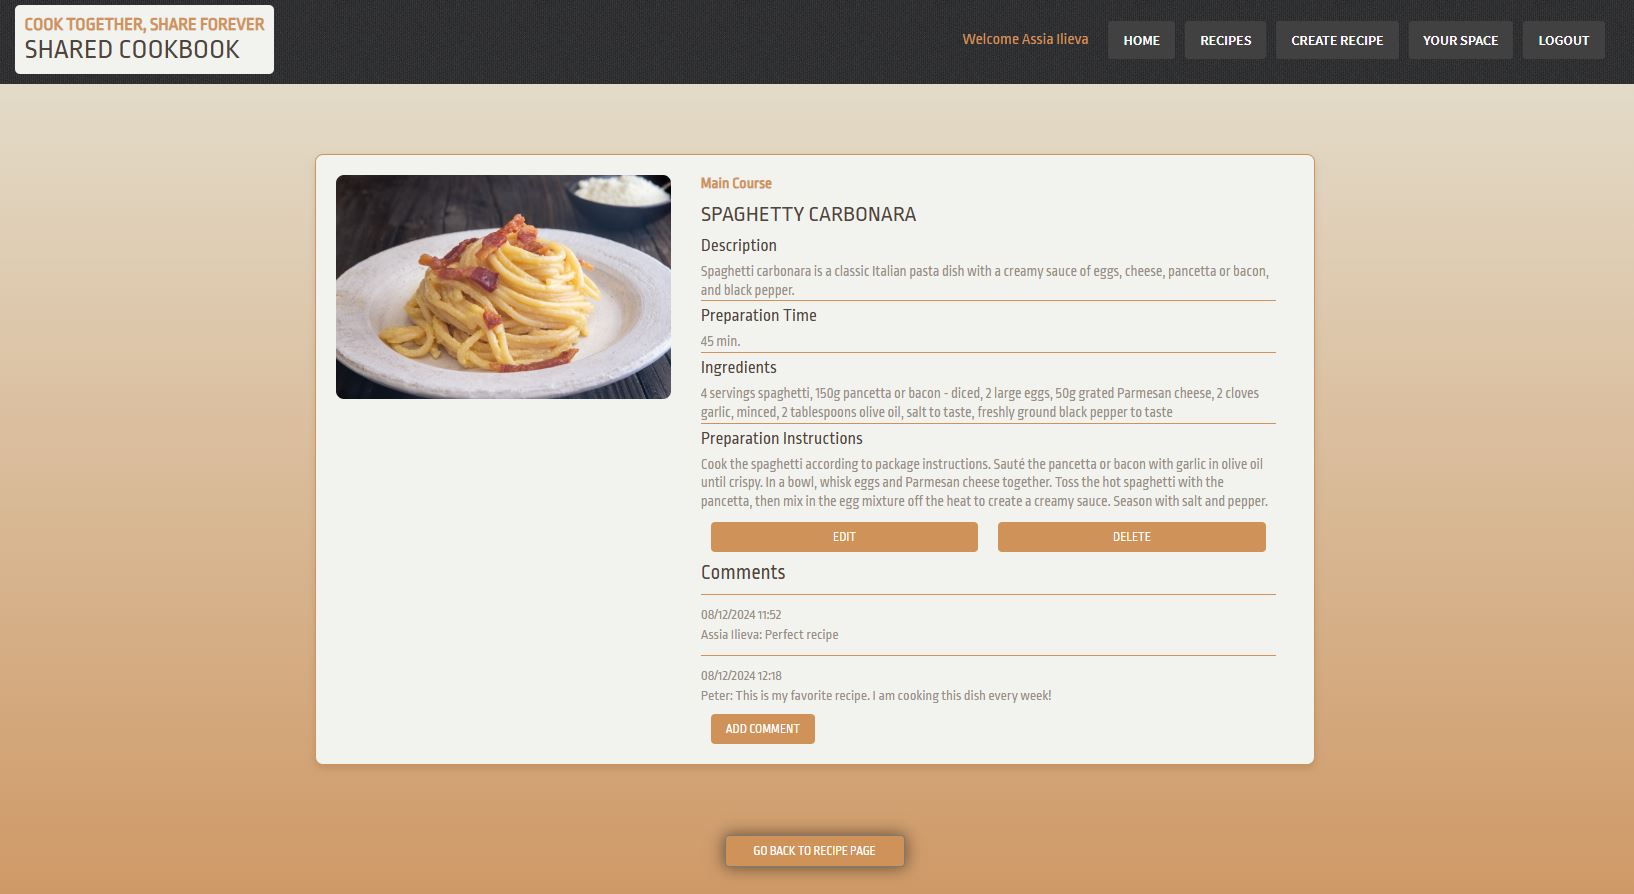 COOK TOGETHER, SHARE FOREVER
SHARED COOKBOOK
Welcome Assia Ilieva
HOME
RECIPES
CREATE RECIPE
YOUR SPACE
LOGOUT
Main Course
SPAGHETTY CARBONARA
Description
Spaghetti carbonara is a classic Italian pasta dish with a creamy sauce of eggs, cheese, pancetta or bacon,
and black pepper.
Preparation Time
45 min.
Ingredients
4 servings spaghetti, 150g pancetta or bacon - diced, 2 large eggs, 50g grated Parmesan cheese, 2 cloves
garlic, minced, 2 tablespoons olive oil, salt to taste, freshly ground black pepper to taste
Preparation Instructions
Cook the spaghetti according to package instructions. Sauté the pancetta or bacon with garlic in olive oil
until crispy. In a bowl, whisk eggs and Parmesan cheese together. Toss the hot spaghetti with the
pancetta, then mix in the egg mixture off the heat to create a creamy sauce. Season with salt and pepper.
EDIT
DELETE
Comments
08/12/2024 11:52
Assia Ilieva: Perfect recipe
08/12/2024 12:18
Peter: This is my favorite recipe. I am cooking this dish every week!
ADD COMMENT
GO BACK TO RECIPE PAGE